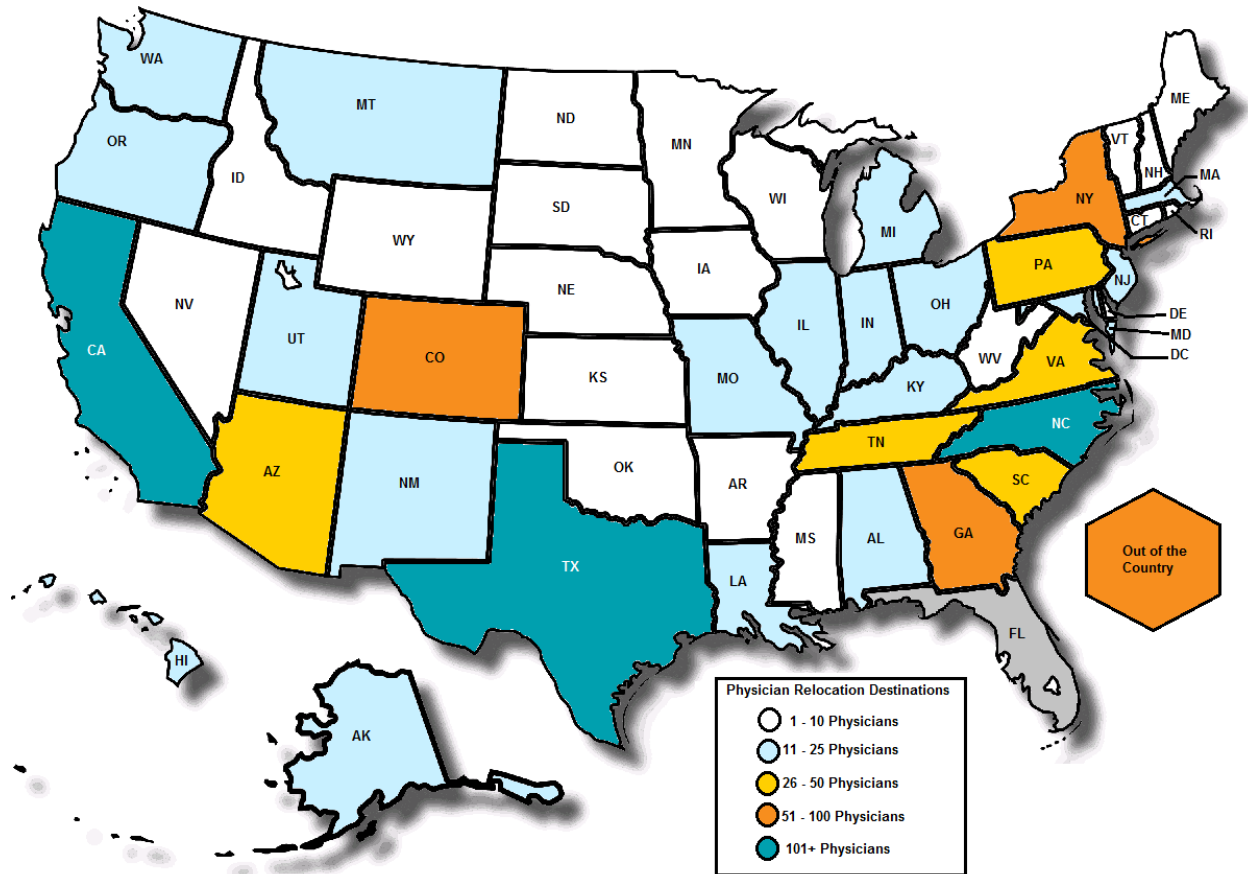 WA
MT
ND
MN
ME
VT
NH
MA
OR
ID
SD
WI
NY
CT
RI
MI
WY
IA
PA
NJ
NE
NV
UT
CO
IL
IN
OH
DE
MD
DC
WV
VA
CA
KS
MO
KY
NC
TN
AZ
NM
OK
AR
SC
TX
MS
AL
GA
LA
Out of the
Country
FL
HI
AK
Physician Relocation Destinations
1 - 10 Physicians
11 - 25 Physicians
26 - 50 Physicians
51 - 100 Physicians
101+ Physicians